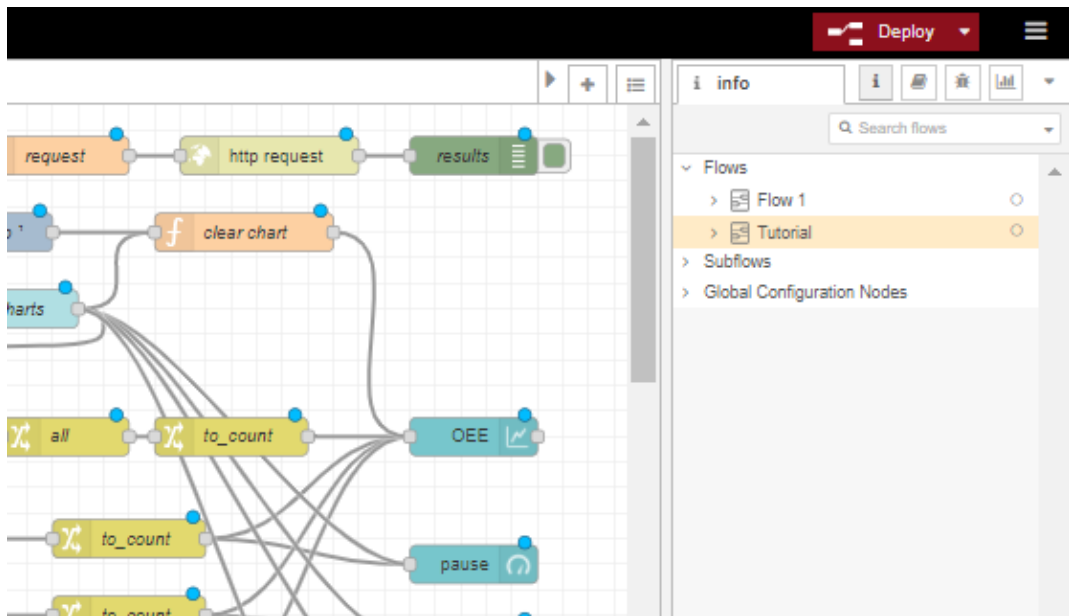 Deploy
info
Search flows
request
http request
results
Flows
Flow 1
clear chart
Tutorial
Subflows
Global Configuration Nodes
all
to_count
OEE
to_count
pause